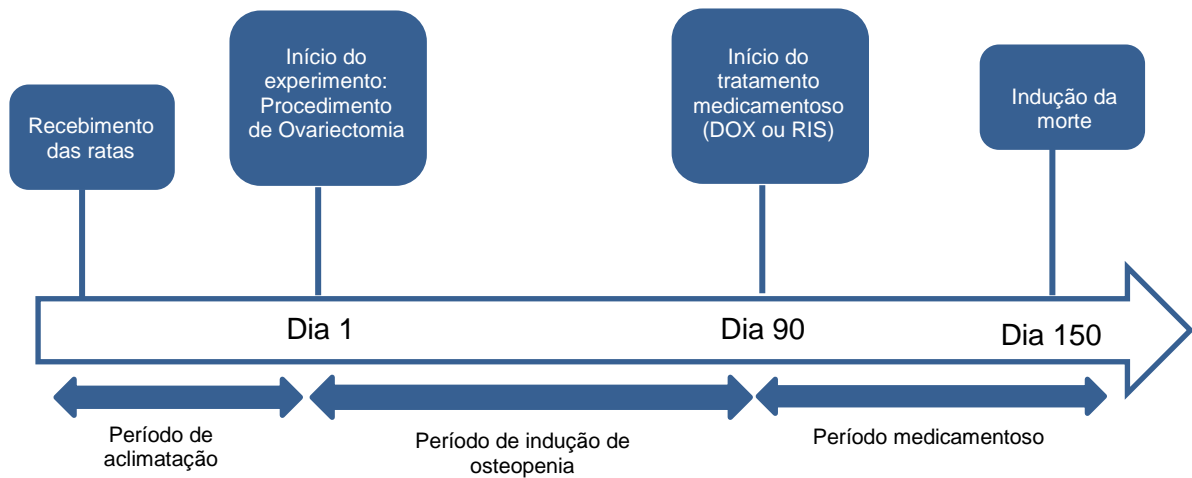 Recebimento
das ratas
Início do
experimento:
Procedimento
de Ovariectomia
Início do
tratamento
medicamentoso
(DOX ou RIS)
Indução da
morte
Dia 1
Dia 90
Dia 150
Período de
aclimatação
Período de indução de
osteopenia
Período medicamentoso